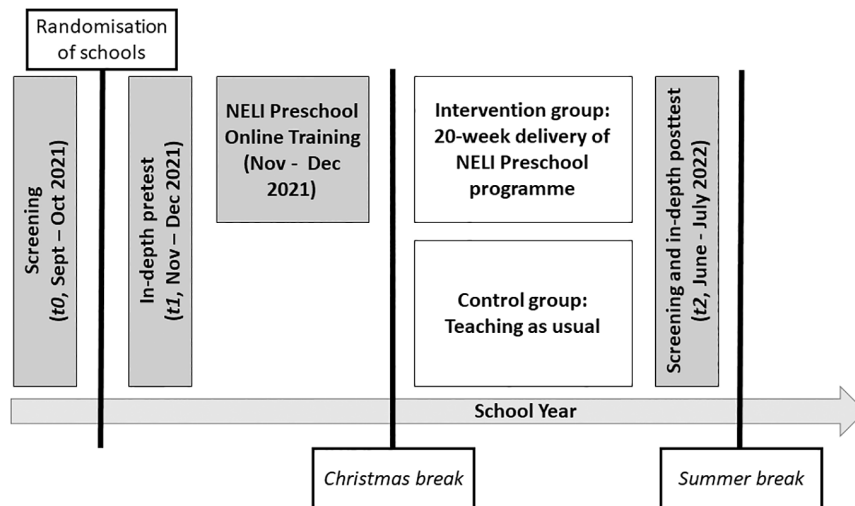 Randomisation
of schools
Screening
(t0, Sept – Oct 2021)
In-depth pretest
(t1, Nov – Dec 2021)
NELI Preschool
Online Training
(Nov - Dec
2021)
Intervention group:
20-week delivery of
NELI Preschool
programme
Control group:
Teaching as usual
Screening and in-depth posttest
(t2, June - July 2022)
School Year
Christmas break
Summer break